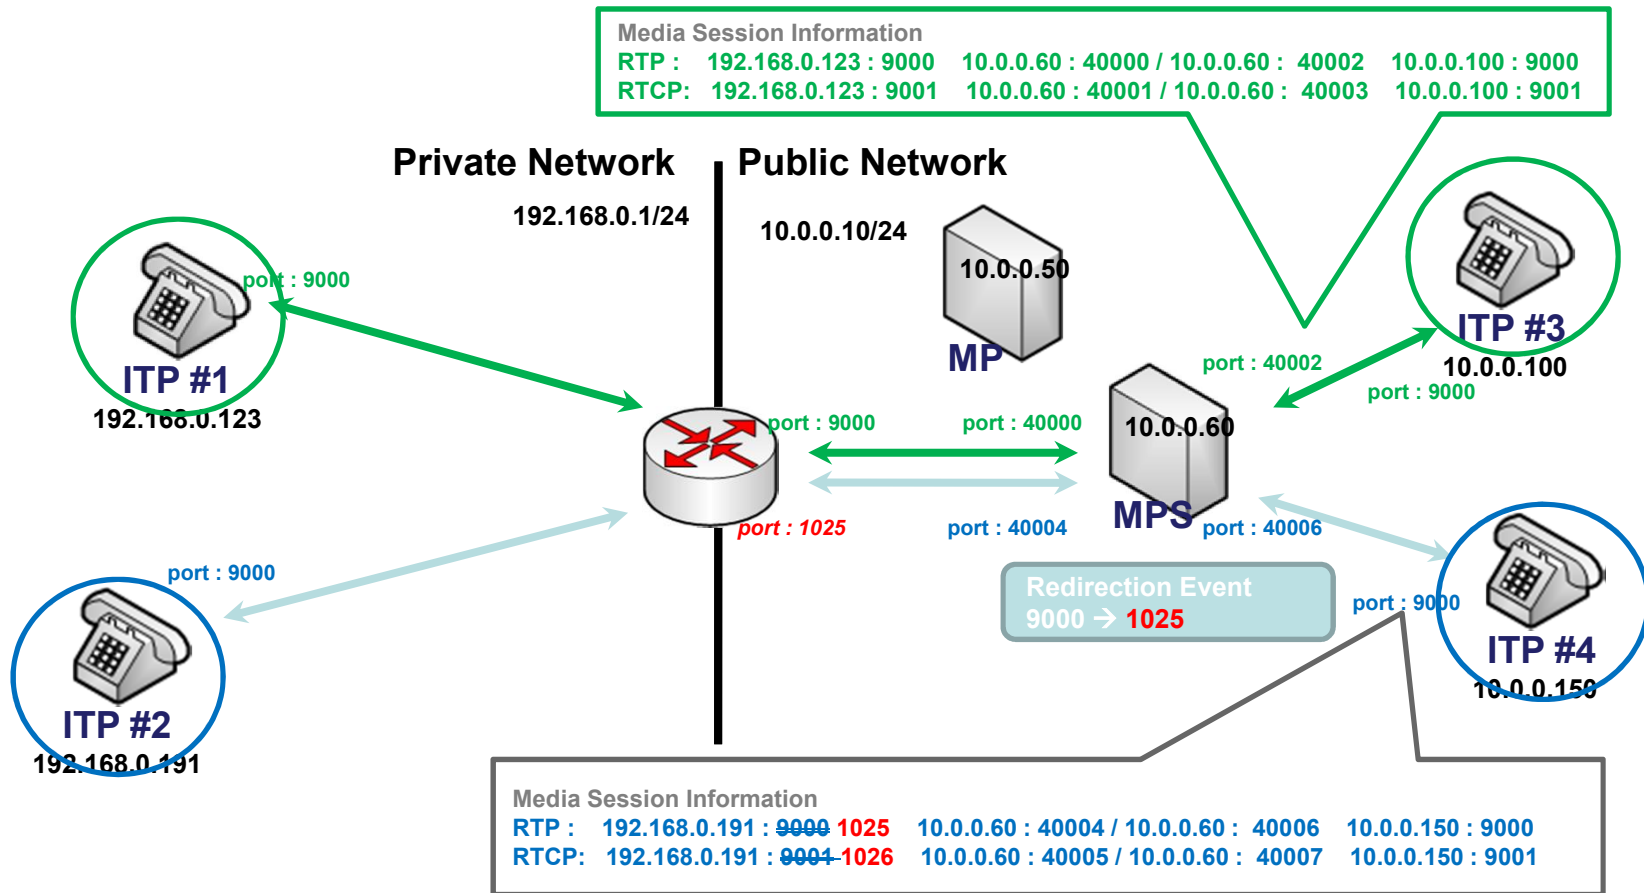 Media Session Information
RTP : 192.168.0.123 : 9000 10.0.0.60 : 40000 / 10.0.0.60 : 40002 10.0.0.100 : 9000
RTCP: 192.168.0.123 : 9001 10.0.0.60 : 40001 / 10.0.0.60 : 40003 10.0.0.100 : 9001
Private Network
Public Network
192.168.0.1/24
10.0.0.10/24
10.0.0.50
MP
port : 9000
ITP #1
192.168.0.123
ITP #3
10.0.0.100
port : 40002
port : 9000
port : 9000
port : 40000
10.0.0.60
MPS
port : 1025
port : 40004
port : 40006
port : 9000
ITP #2
192.168.0.191
Redirection Event
9000 → 1025
port : 9000
ITP #4
10.0.0.150
Media Session Information
RTP : 192.168.0.191 : 9000 1025 10.0.0.60 : 40004 / 10.0.0.60 : 40006 10.0.0.150 : 9000
RTCP: 192.168.0.191 : 9001 1026 10.0.0.60 : 40005 / 10.0.0.60 : 40007 10.0.0.150 : 9001